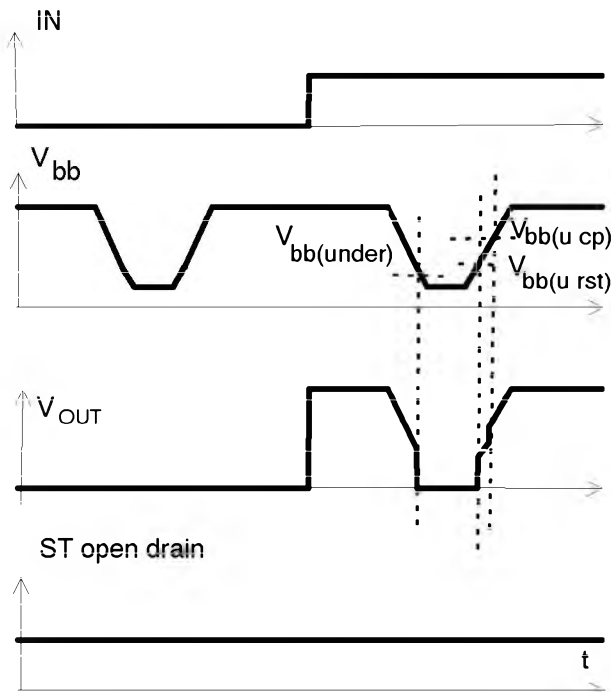 IN
Vbb
Vbb(under)
Vbb(u cp)
Vbb(u rst)
VOUT
ST open drain
t